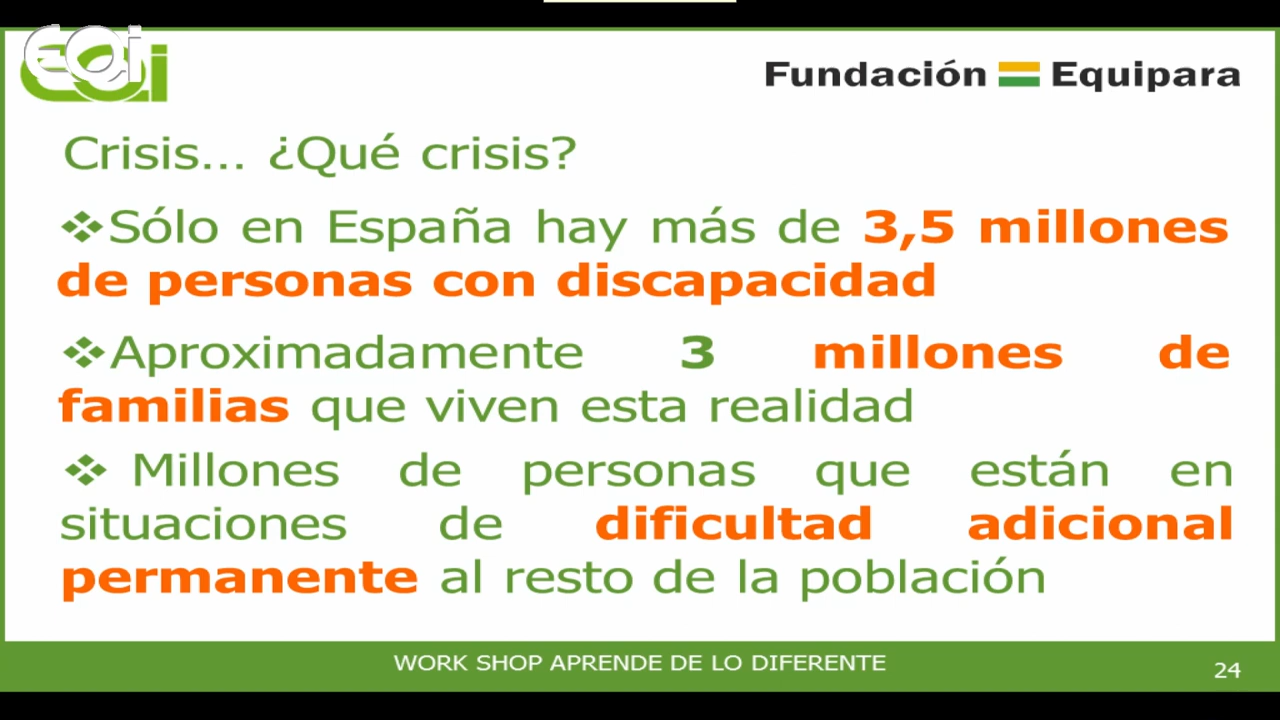 eoi
Fundación Equipara
Crisis... ¿Qué crisis?
❖Sólo en España hay más de 3,5 millones
de personas con discapacidad
❖Aproximadamente 3 millones de
familias que viven esta realidad
❖ Millones de personas que están en
situaciones de dificultad adicional
permanente al resto de la población
WORK SHOP APRENDE DE LO DIFERENTE
24